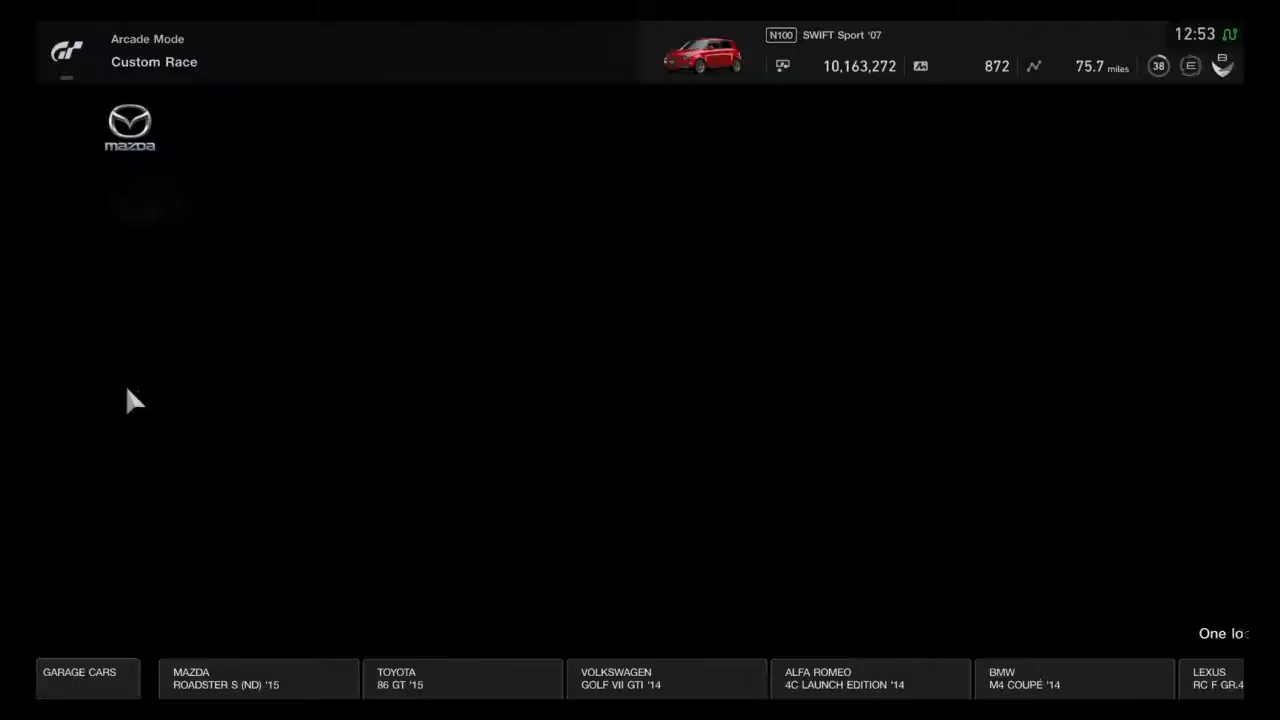 Arcade Mode
Custom Race
N100 SWIFT Sport '07
12:53
10,163,272
872
75.7 miles
38
E
B
mazda
One lo
GARAGE CARS
MAZDA
ROADSTER S (ND) '15
TOYOTA
86 GT '15
VOLKSWAGEN
GOLF VII GTI '14
ALFA ROMEO
4C LAUNCH EDITION '14
BMW
M4 COUPÉ '14
LEXUS
RC F GR.4